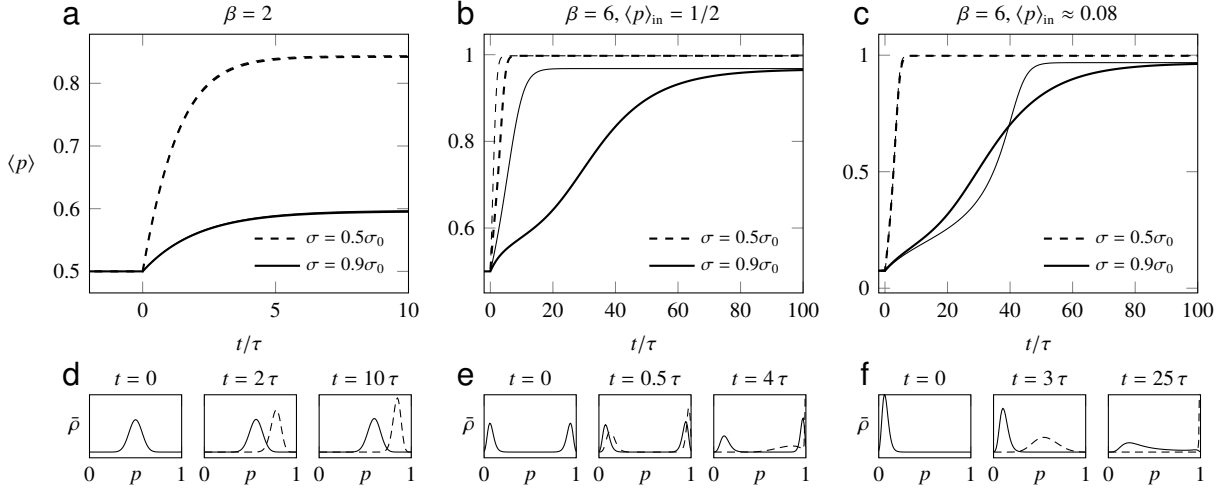 a β = 2
b β = 6, ⟨p⟩in = 1/2
c β = 6, ⟨p⟩in ≈ 0.08
⟨p⟩
0.8
0.7
0.6
0.5
0 5 10
t/τ
σ = 0.5σ0
σ = 0.9σ0
1
0.8
0.6
0 20 40 60 80 100
t/τ
σ = 0.5σ0
σ = 0.9σ0
1
0.5
0
0 20 40 60 80 100
t/τ
σ = 0.5σ0
σ = 0.9σ0
d t = 0 t = 2 τ t = 10 τ
ρ̄
0 p 1 0 p 1 0 p 1
e t = 0 t = 0.5 τ t = 4 τ
ρ̄
0 p 1 0 p 1 0 p 1
f t = 0 t = 3 τ t = 25 τ
ρ̄
0 p 1 0 p 1 0 p 1